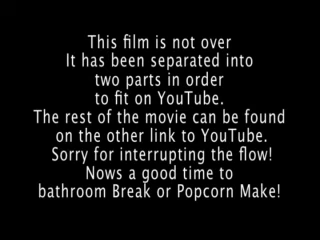 This film is not over
It has been separated into
two parts in order
to fit on YouTube.
The rest of the movie can be found
on the other link to YouTube.
Sorry for interrupting the flow!
Nows a good time to
bathroom Break or Popcorn Make!